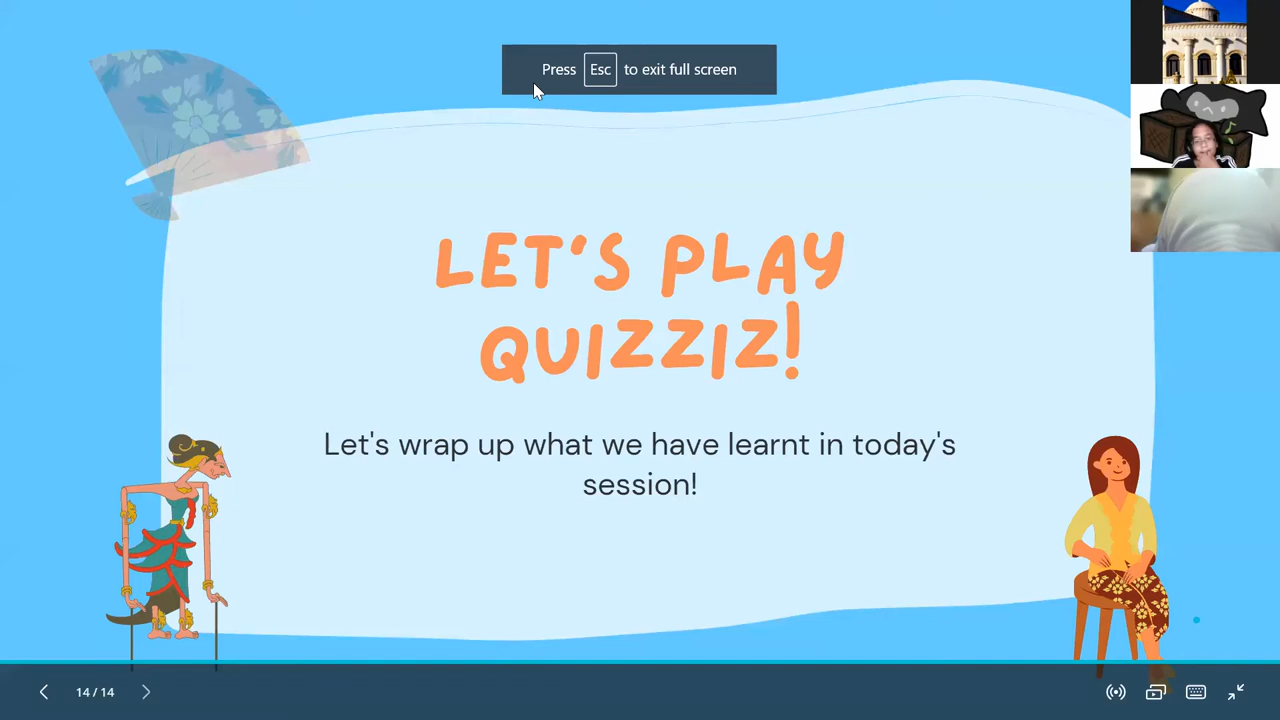 Press Esc to exit full screen
LET'S PLAY
QUIZZIZ!
Let's wrap up what we have learnt in today's
session!
14 / 14